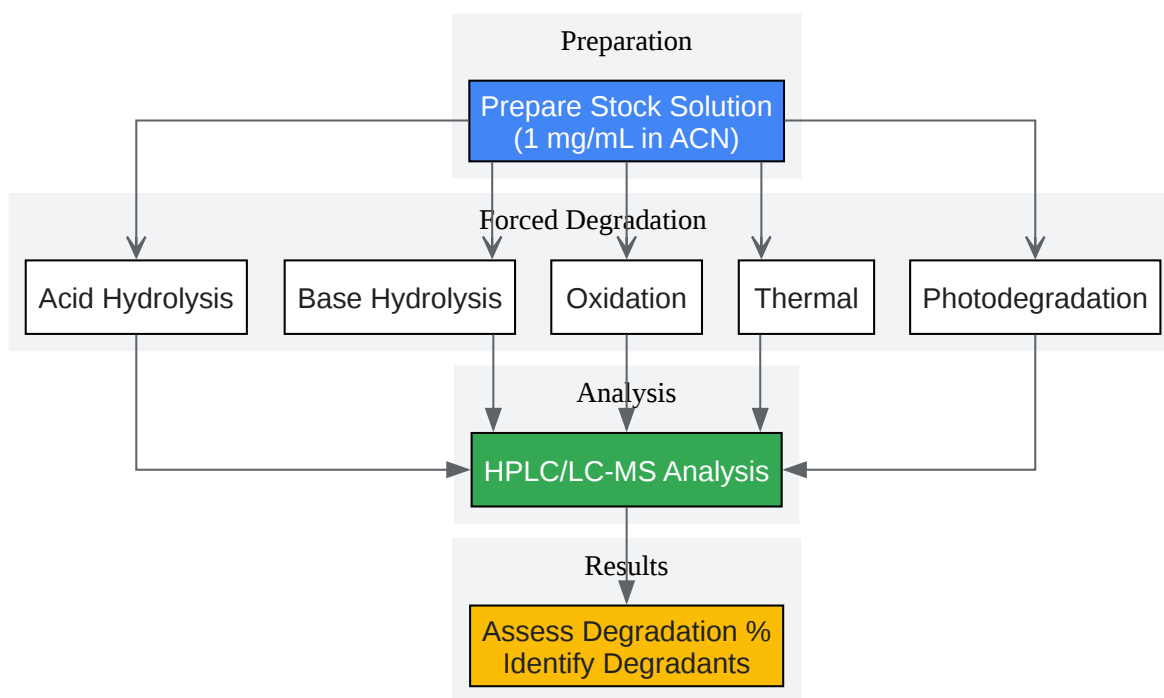 Preparation
Prepare Stock Solution
(1 mg/mL in ACN)
Forced Degradation
Acid Hydrolysis
Base Hydrolysis
Oxidation
Thermal
Photodegradation
Analysis
HPLC/LC-MS Analysis
Results
Assess Degradation %
Identify Degradants